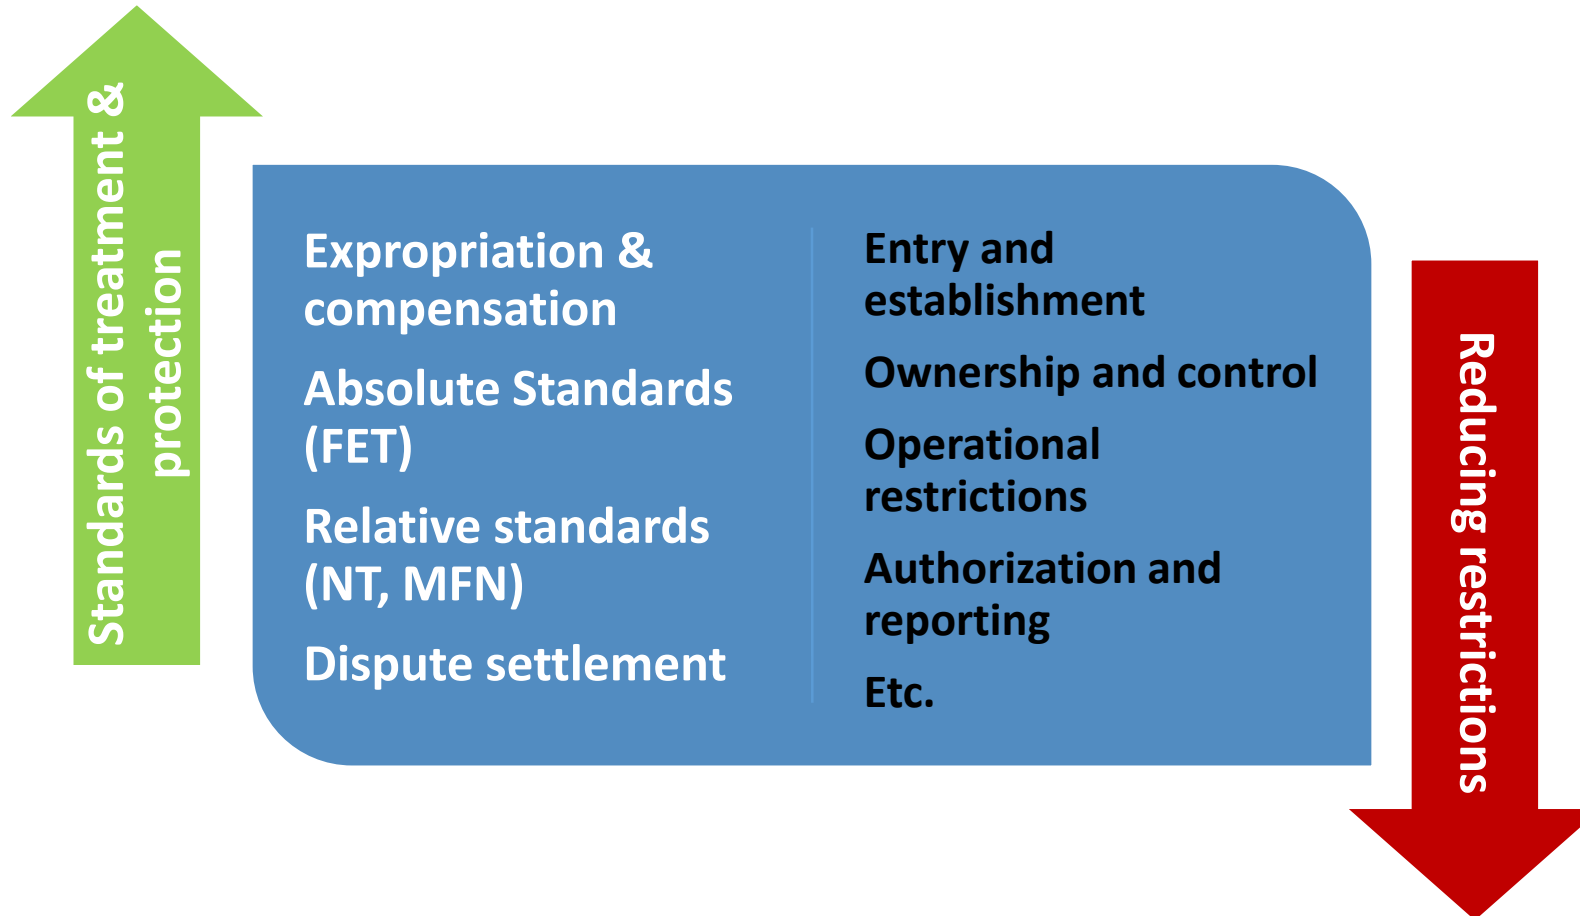 Standards of treatment &
protection
Expropriation &
compensation
Absolute Standards
(FET)
Relative standards
(NT, MFN)
Dispute settlement
Entry and
establishment
Ownership and control
Operational
restrictions
Authorization and
reporting
Etc.
Reducing restrictions